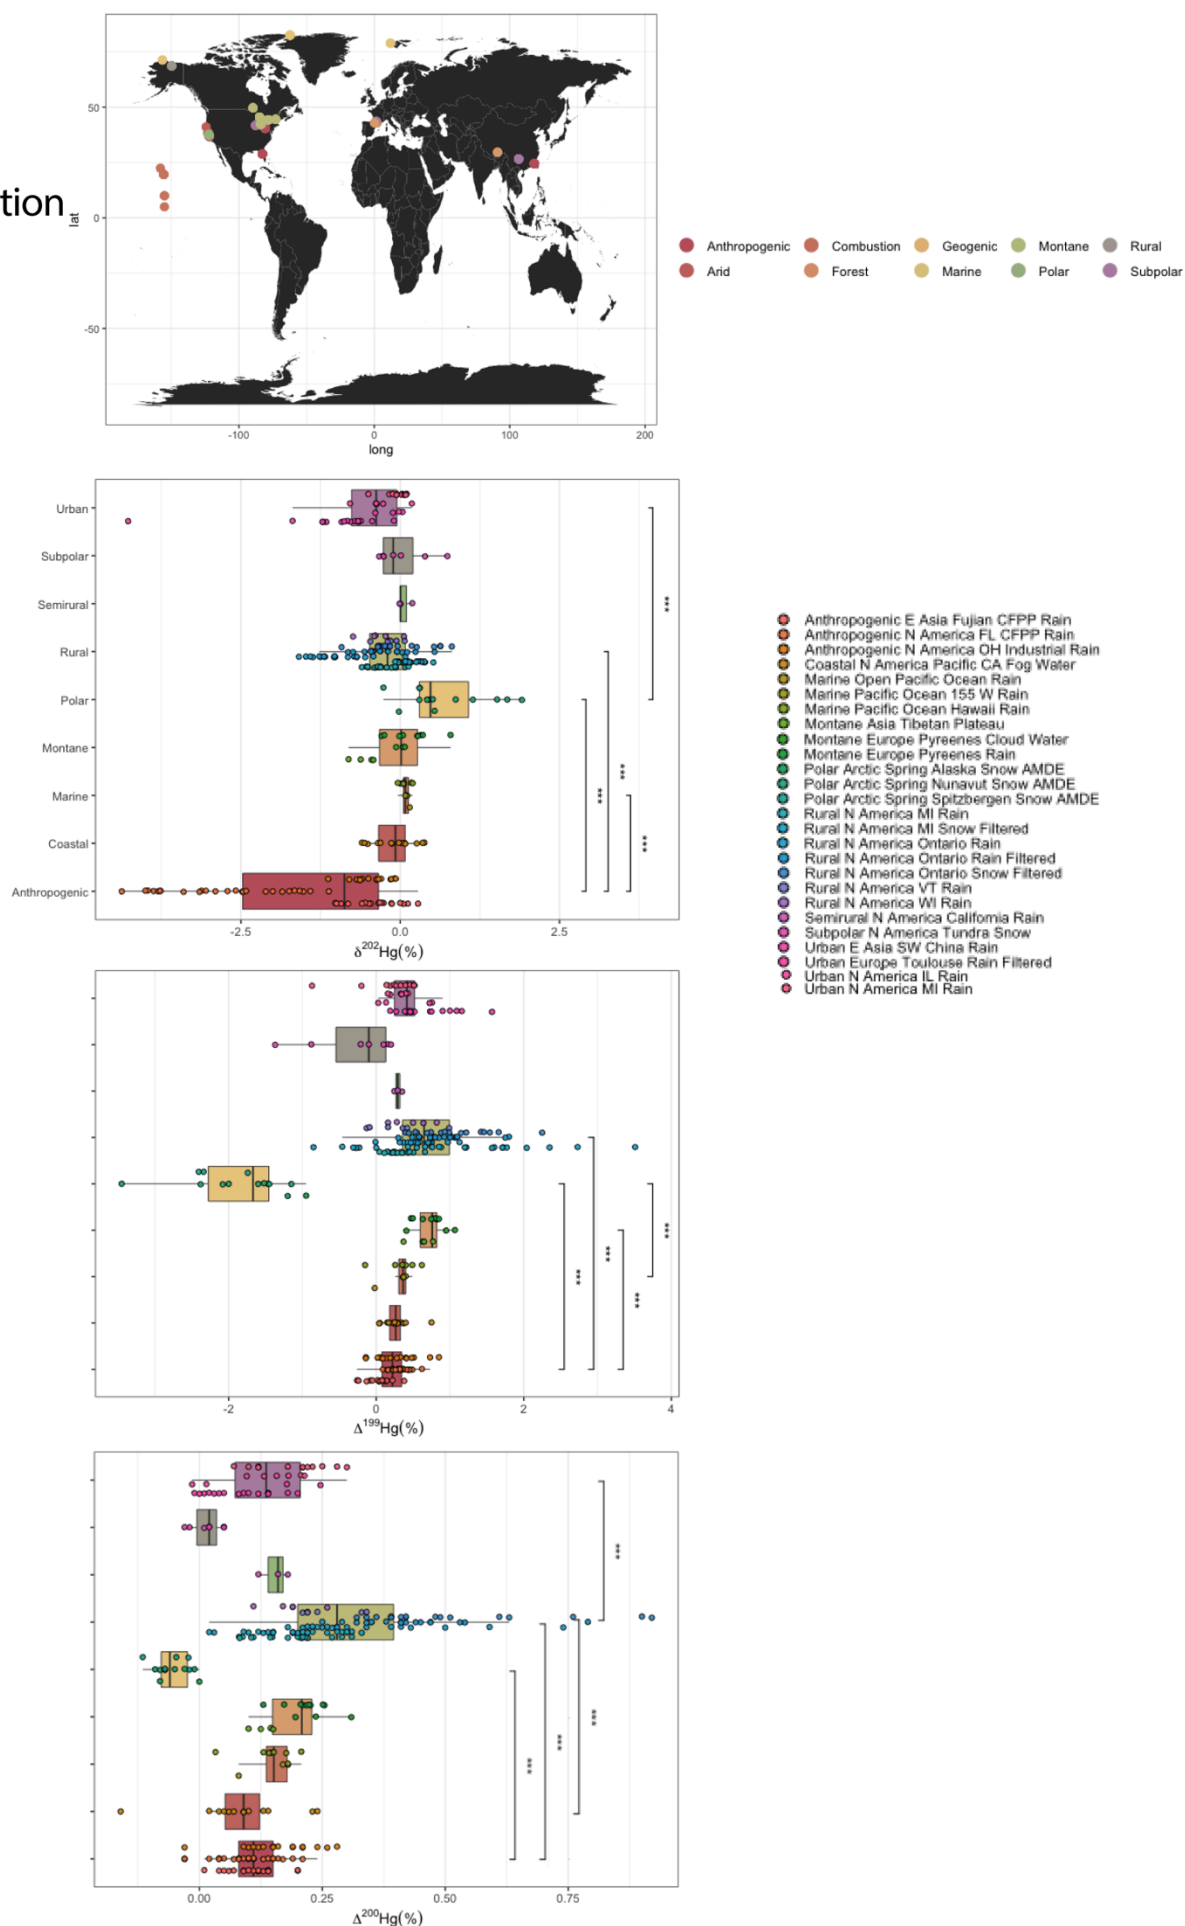 tion
lat
50
0
-50
-100
0
100
200
long
Anthropogenic
Combustion
Geogenic
Montane
Rural
Arid
Forest
Marine
Polar
Subpolar
Urban
Subpolar
Semirural
Rural
Polar
Montane
Marine
Coastal
Anthropogenic
***
***
***
***
-2.5
0.0
2.5
δ²⁰²Hg(%)
Anthropogenic E Asia Fujian CFPP Rain
Anthropogenic N America FL CFPP Rain
Anthropogenic N America OH Industrial Rain
Coastal N America Pacific CA Fog Water
Marine Open Pacific Ocean Rain
Marine Pacific Ocean 155 W Rain
Marine Pacific Ocean Hawaii Rain
Montane Asia Tibetan Plateau
Montane Europe Pyreenes Cloud Water
Montane Europe Pyreenes Rain
Polar Arctic Spring Alaska Snow AMDE
Polar Arctic Spring Nunavut Snow AMDE
Polar Arctic Spring Spitzbergen Snow AMDE
Rural N America MI Rain
Rural N America MI Snow Filtered
Rural N America Ontario Rain
Rural N America Ontario Rain Filtered
Rural N America Ontario Snow Filtered
Rural N America VT Rain
Rural N America WI Rain
Semirural N America California Rain
Subpolar N America Tundra Snow
Urban E Asia SW China Rain
Urban Europe Toulouse Rain Filtered
Urban N America IL Rain
Urban N America MI Rain
***
***
***
***
-2
0
2
4
Δ¹⁹⁹Hg(%)
***
***
***
***
0.00
0.25
0.50
0.75
Δ²⁰⁰Hg(%)